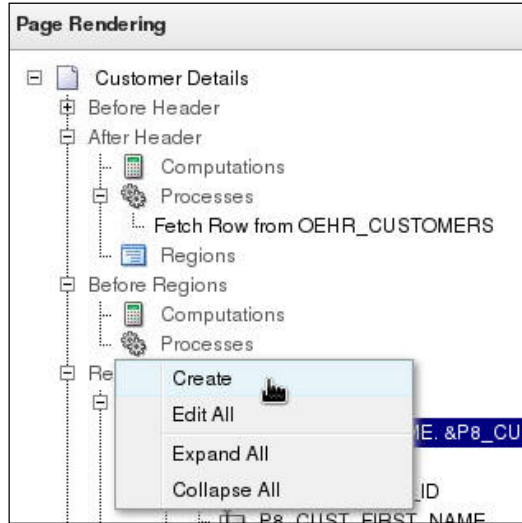 Page Rendering
Customer Details
Before Header
After Header
Computations
Processes
Fetch Row from OEHR_CUSTOMERS
Regions
Before Regions
Computations
Processes
Re
Create
Edit All
ME. &P8_CU
Expand All
Collapse All
_ID
P8_CUST_FIRST_NAME